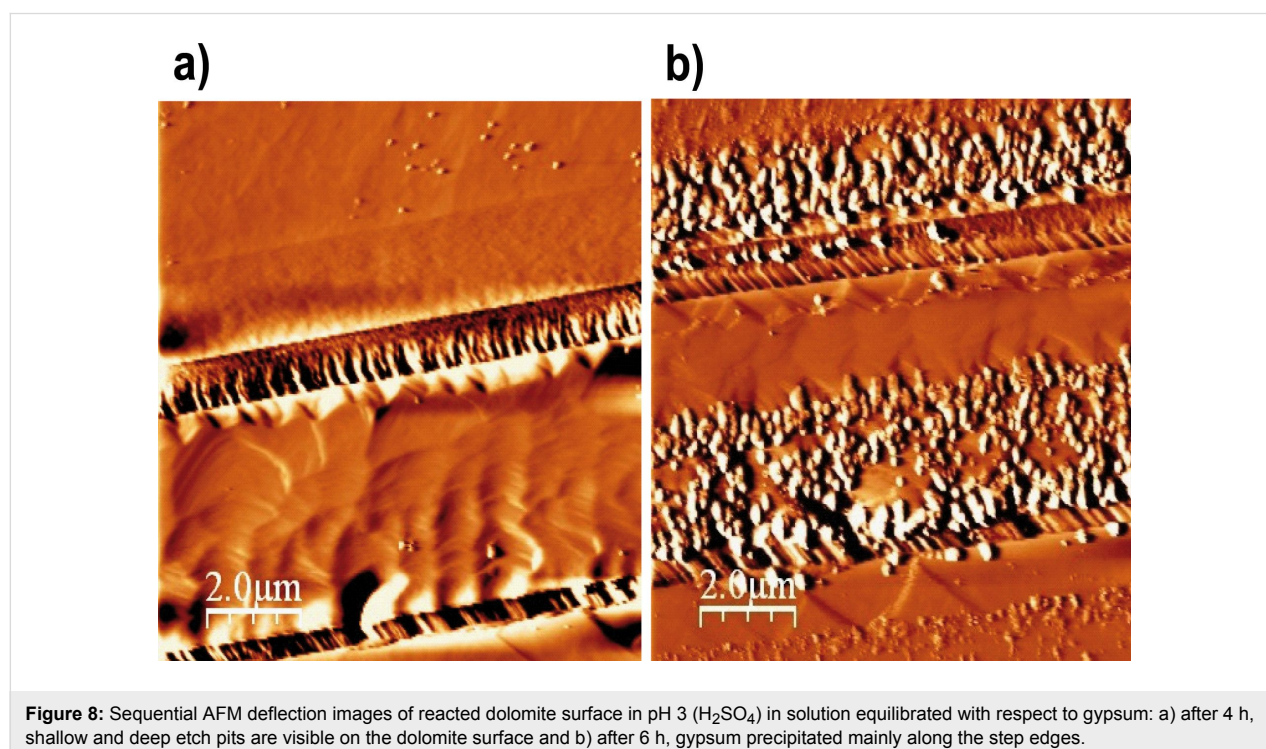 a)
b)
2.0μm
2.0μm
Figure 8: Sequential AFM deflection images of reacted dolomite surface in pH 3 (H₂SO₄) in solution equilibrated with respect to gypsum: a) after 4 h,
shallow and deep etch pits are visible on the dolomite surface and b) after 6 h, gypsum precipitated mainly along the step edges.